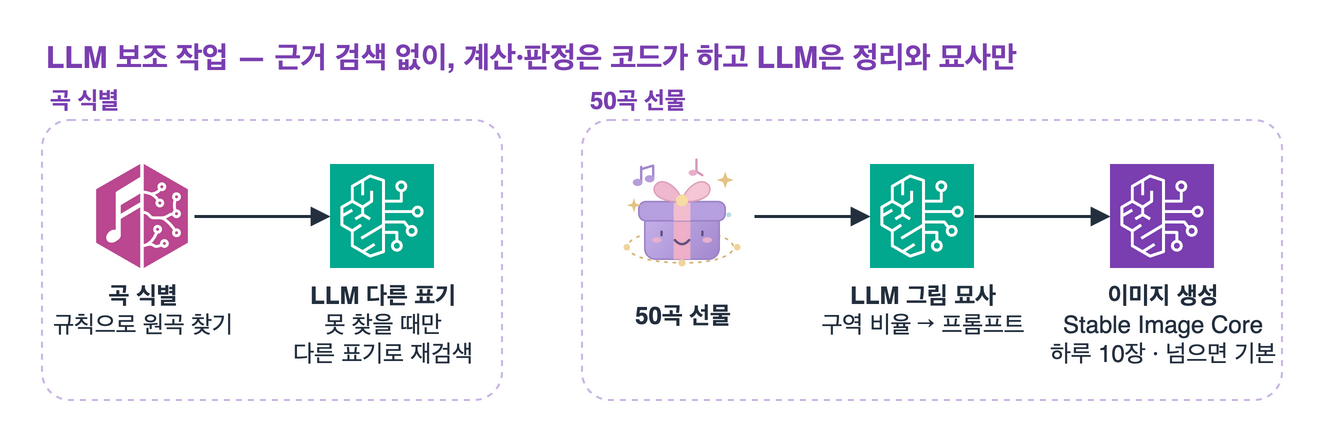 LLM 보조 작업 — 근거 검색 없이, 계산·판정은 코드가 하고 LLM은 정리와 묘사만
곡 식별
50곡 선물
곡 식별
규칙으로 원곡 찾기
LLM 다른 표기
못 찾을 때만
다른 표기로 재검색
50곡 선물
LLM 그림 묘사
구역 비율 → 프롬프트
이미지 생성
Stable Image Core
하루 10장 · 넘으면 기본